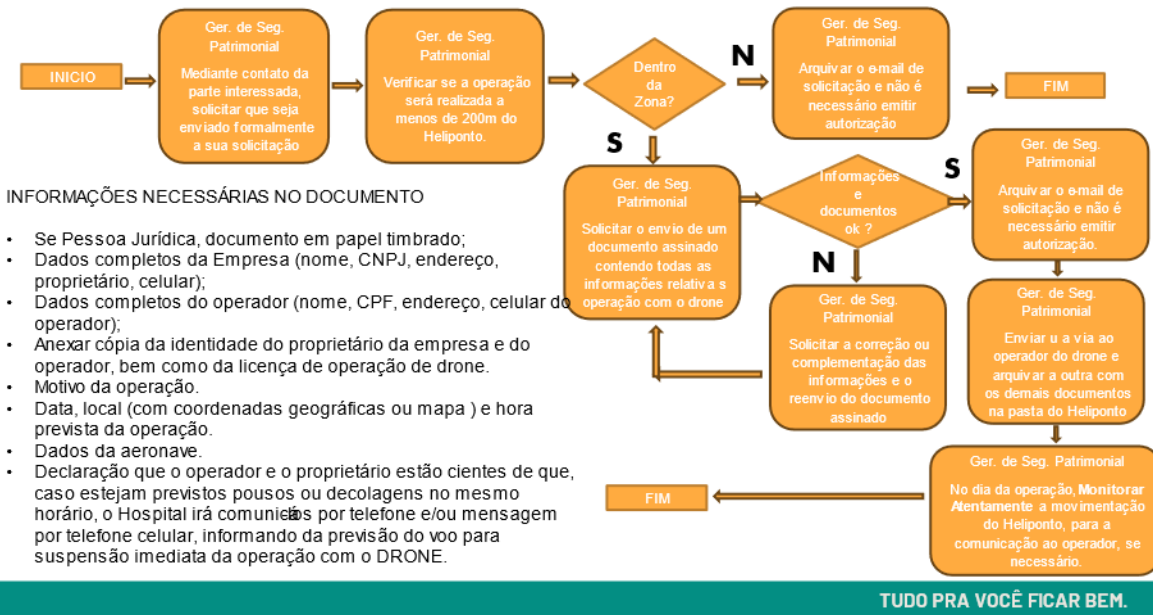 INICIO
Ger. de Seg.
Patrimonial
Mediante contato da
parte interessada,
solicitar que seja
enviado formalmente
a sua solicitação
Ger. de Seg.
Patrimonial
Verificar se a operação
será realizada a
menos de 200m do
Heliponto.
Dentro
da
Zona?
N
Ger. de Seg.
Patrimonial
Arquivar o e-mail de
solicitação e não é
necessário emitir
autorização
FIM
S
Ger. de Seg.
Patrimonial
Solicitar o envio de um
documento assinado
contendo todas as
informações relativa s
operação com o drone
Informações
e
documentos
ok ?
S
Ger. de Seg.
Patrimonial
Arquivar o e-mail de
solicitação e não é
necessário emitir
autorização.
N
Ger. de Seg.
Patrimonial
Solicitar a correção ou
complementação das
informações e o
reenvio do documento
assinado
Ger. de Seg.
Patrimonial
Enviar u a via ao
operador do drone e
arquivar a outra com
os demais documentos
na pasta do Heliponto
Ger. de Seg. Patrimonial
No dia da operação, Monitorar
Atentamente a movimentação
do Heliponto, para a
comunicação ao operador, se
necessário.
FIM
INFORMAÇÕES NECESSÁRIAS NO DOCUMENTO
• Se Pessoa Jurídica, documento em papel timbrado;
• Dados completos da Empresa (nome, CNPJ, endereço,
proprietário, celular);
• Dados completos do operador (nome, CPF, endereço, celular do
operador);
• Anexar cópia da identidade do proprietário da empresa e do
operador, bem como da licença de operação de drone.
• Motivo da operação.
• Data, local (com coordenadas geográficas ou mapa ) e hora
prevista da operação.
• Dados da aeronave.
• Declaração que o operador e o proprietário estão cientes de que,
caso estejam previstos pousos ou decolagens no mesmo
horário, o Hospital irá comunicá-los por telefone e/ou mensagem
por telefone celular, informando da previsão do voo para
suspensão imediata da operação com o DRONE.
TUDO PRA VOCÊ FICAR BEM.